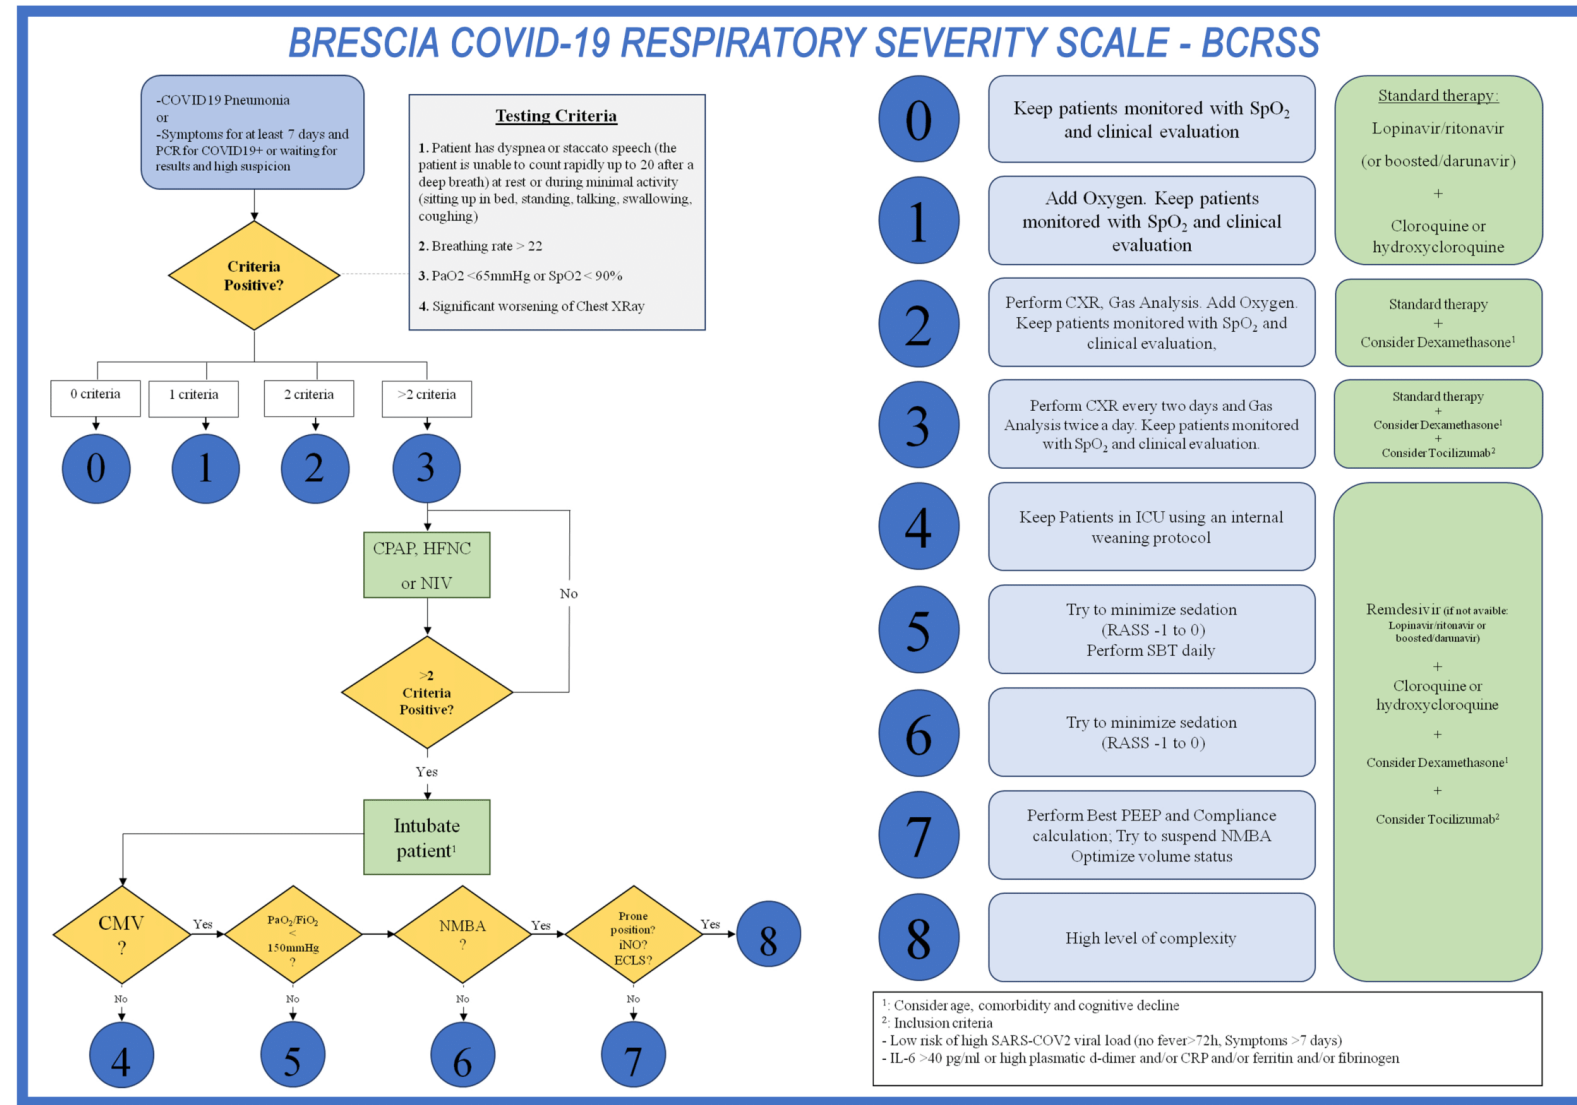 BRESCIA COVID-19 RESPIRATORY SEVERITY SCALE - BCRSS
-COVID19 Pneumonia
or
-Symptoms for at least 7 days and
PCR for COVID19+ or waiting for
results and high suspicion
Testing Criteria
1. Patient has dyspnea or staccato speech (the
patient is unable to count rapidly up to 20 after a
deep breath) at rest or during minimal activity
(sitting up in bed, standing, talking, swallowing,
coughing)
2. Breathing rate > 22
3. PaO2 <65mmHg or SpO2 < 90%
4. Significant worsening of Chest XRay
Criteria
Positive?
0 criteria
1 criteria
2 criteria
>2 criteria
0
1
2
3
CPAP, HFNC
or NIV
No
>2
Criteria
Positive?
Yes
Intubate
patient¹
CMV
?
Yes
PaO₂/FiO₂
<
150mmHg
?
NMBA
?
Yes
Prone
position?
iNO?
ECLS?
Yes
8
No
No
No
No
4
5
6
7
0
Keep patients monitored with SpO₂
and clinical evaluation
1
Add Oxygen. Keep patients
monitored with SpO₂ and clinical
evaluation
Standard therapy:
Lopinavir/ritonavir
(or boosted/darunavir)
+
Cloroquine or
hydroxycloroquine
2
Perform CXR, Gas Analysis. Add Oxygen.
Keep patients monitored with SpO₂ and
clinical evaluation,
Standard therapy
+
Consider Dexamethasone¹
3
Perform CXR every two days and Gas
Analysis twice a day. Keep patients monitored
with SpO₂ and clinical evaluation.
Standard therapy
+
Consider Dexamethasone¹
+
Consider Tocilizumab²
4
Keep Patients in ICU using an internal
weaning protocol
5
Try to minimize sedation
(RASS -1 to 0)
Perform SBT daily
6
Try to minimize sedation
(RASS -1 to 0)
7
Perform Best PEEP and Compliance
calculation; Try to suspend NMBA
Optimize volume status
8
High level of complexity
Remdesivir (if not avaible:
Lopinavir/ritonavir or
boosted/darunavir)
+
Cloroquine or
hydroxycloroquine
+
Consider Dexamethasone¹
+
Consider Tocilizumab²
¹: Consider age, comorbidity and cognitive decline
²: Inclusion criteria
- Low risk of high SARS-COV2 viral load (no fever>72h, Symptoms >7 days)
- IL-6 >40 pg/ml or high plasmatic d-dimer and/or CRP and/or ferritin and/or fibrinogen